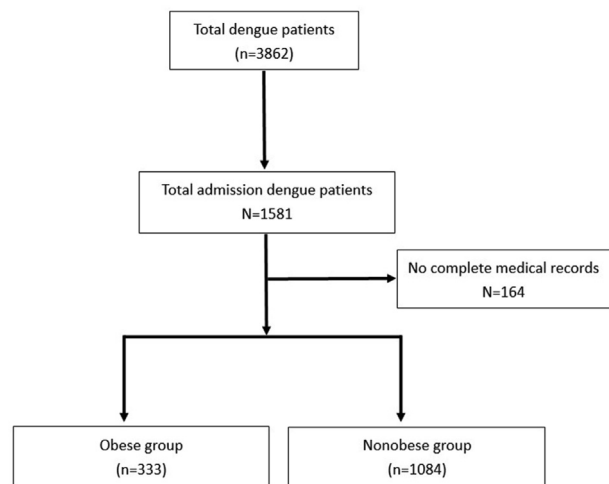 Total dengue patients
(n=3862)
Total admission dengue patients
N=1581
No complete medical records
N=164
Obese group
(n=333)
Nonobese group
(n=1084)